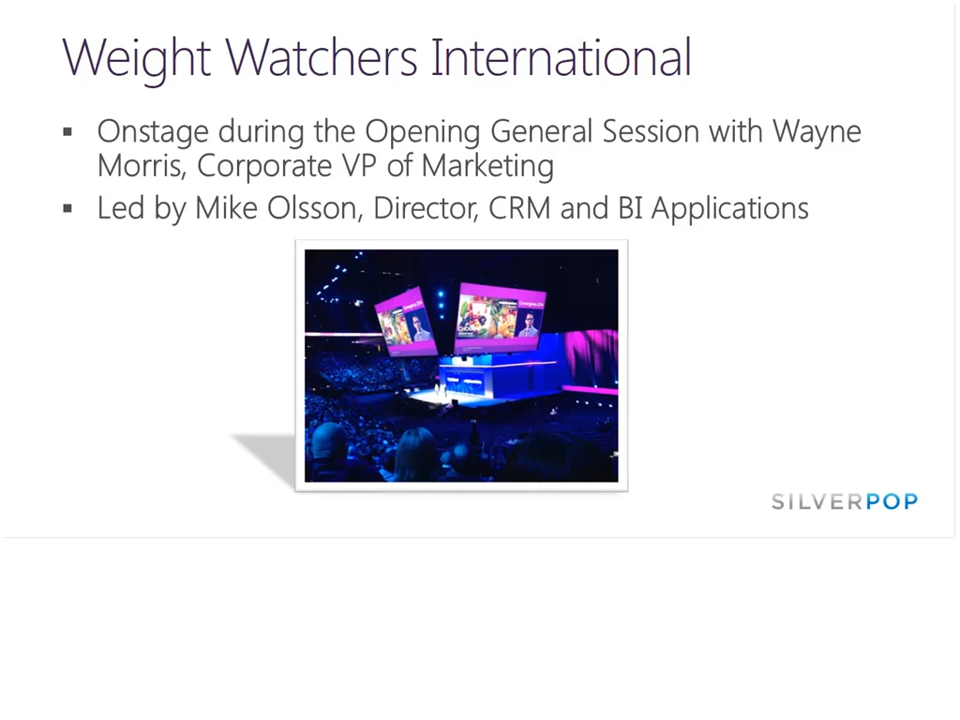 Weight Watchers International
▪ Onstage during the Opening General Session with Wayne
Morris, Corporate VP of Marketing
▪ Led by Mike Olsson, Director, CRM and BI Applications
SILVERPOP